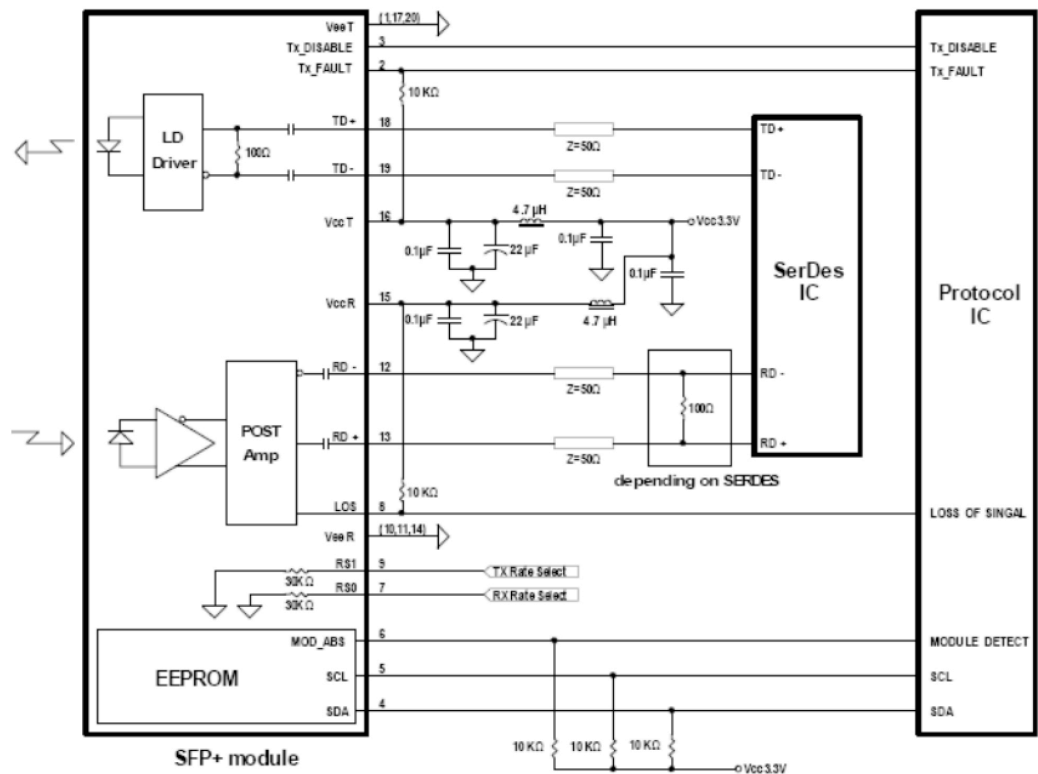 VeeT (1,17,20)
Tx_DISABLE 3 Tx_DISABLE
Tx_FAULT 2 Tx_FAULT
10 KΩ
LD
Driver
100Ω
TD+ 18 TD+
Z=50Ω
TD- 19 TD-
Z=50Ω
VccT 16
4.7 µH
Vcc3.3V
0.1µF
22 µF
0.1µF
0.1µF
SerDes
IC
Protocol
IC
VccR 15
0.1µF
22 µF
4.7 µH
RD - 12 RD -
Z=50Ω
100Ω
POST
Amp
RD + 13 RD +
Z=50Ω
depending on SERDES
10 KΩ
LOS 8 LOSS OF SINGAL
VeeR (10,11,14)
RS1 9 TX Rate Select
30KΩ
RS0 7 RX Rate Select
30KΩ
MOD_ABS 6 MODULE DETECT
EEPROM
SCL 5 SCL
SDA 4 SDA
10 KΩ 10 KΩ 10 KΩ
Vcc3.3V
SFP+ module